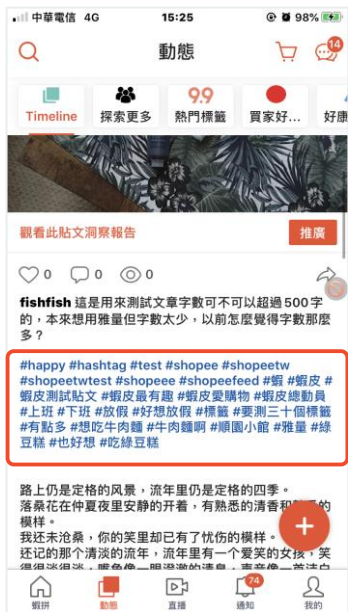 中華電信 4G 15:25 98%
動態 14
9.9
Timeline 探索更多 熱門標籤 買家好... 好康
觀看此貼文洞察報告 推廣
0 0 0
fishfish 這是用來測試文章字數可不可以超過500字
的，本來想用雅量但字數太少，以前怎麼覺得字數那麼
多？
#happy #hashtag #test #shopee #shopeetw
#shopeetwtest #shopeee #shopeefeed #蝦 #蝦皮 #
蝦皮測試貼文 #蝦皮最有趣 #蝦皮愛購物 #蝦皮總動員
#上班 #下班 #放假 #好想放假 #標籤 #要測三十個標籤
#有點多 #想吃牛肉麵 #牛肉麵啊 #順園小館 #雅量 #綠
豆糕 #也好想 #吃綠豆糕
路上仍是定格的风景，流年里仍是定格的四季。
落桑花在仲夏夜里安静的开着，有熟悉的清香和
模样。
我还未沧桑，你的笑里却已有了忧伤的模样。
还记的那个清淡的流年，流年里有一个爱笑的女孩，笑
蝦拼 動態 直播 74 通知 我的